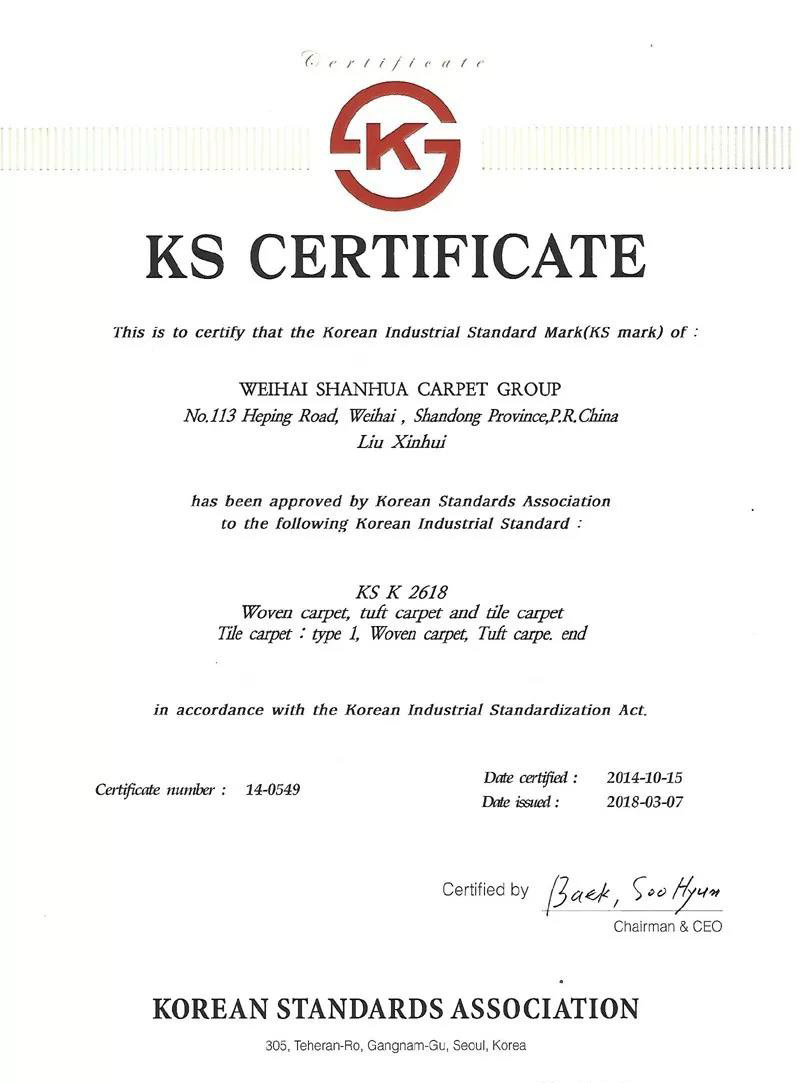 Certificate
KS
KS CERTIFICATE
This is to certify that the Korean Industrial Standard Mark(KS mark) of :
WEIHAI SHANHUA CARPET GROUP
No.113 Heping Road, Weihai , Shandong Province,P.R.China
Liu Xinhui
has been approved by Korean Standards Association
to the following Korean Industrial Standard :
KS K 2618
Woven carpet, tuft carpet and tile carpet
Tile carpet : type 1, Woven carpet, Tuft carpe. end
in accordance with the Korean Industrial Standardization Act.
Certificate number : 14-0549
Date certified : 2014-10-15
Date issued : 2018-03-07
Certified by Baek, Soo Hyun
Chairman & CEO
KOREAN STANDARDS ASSOCIATION
305, Teheran-Ro, Gangnam-Gu, Seoul, Korea